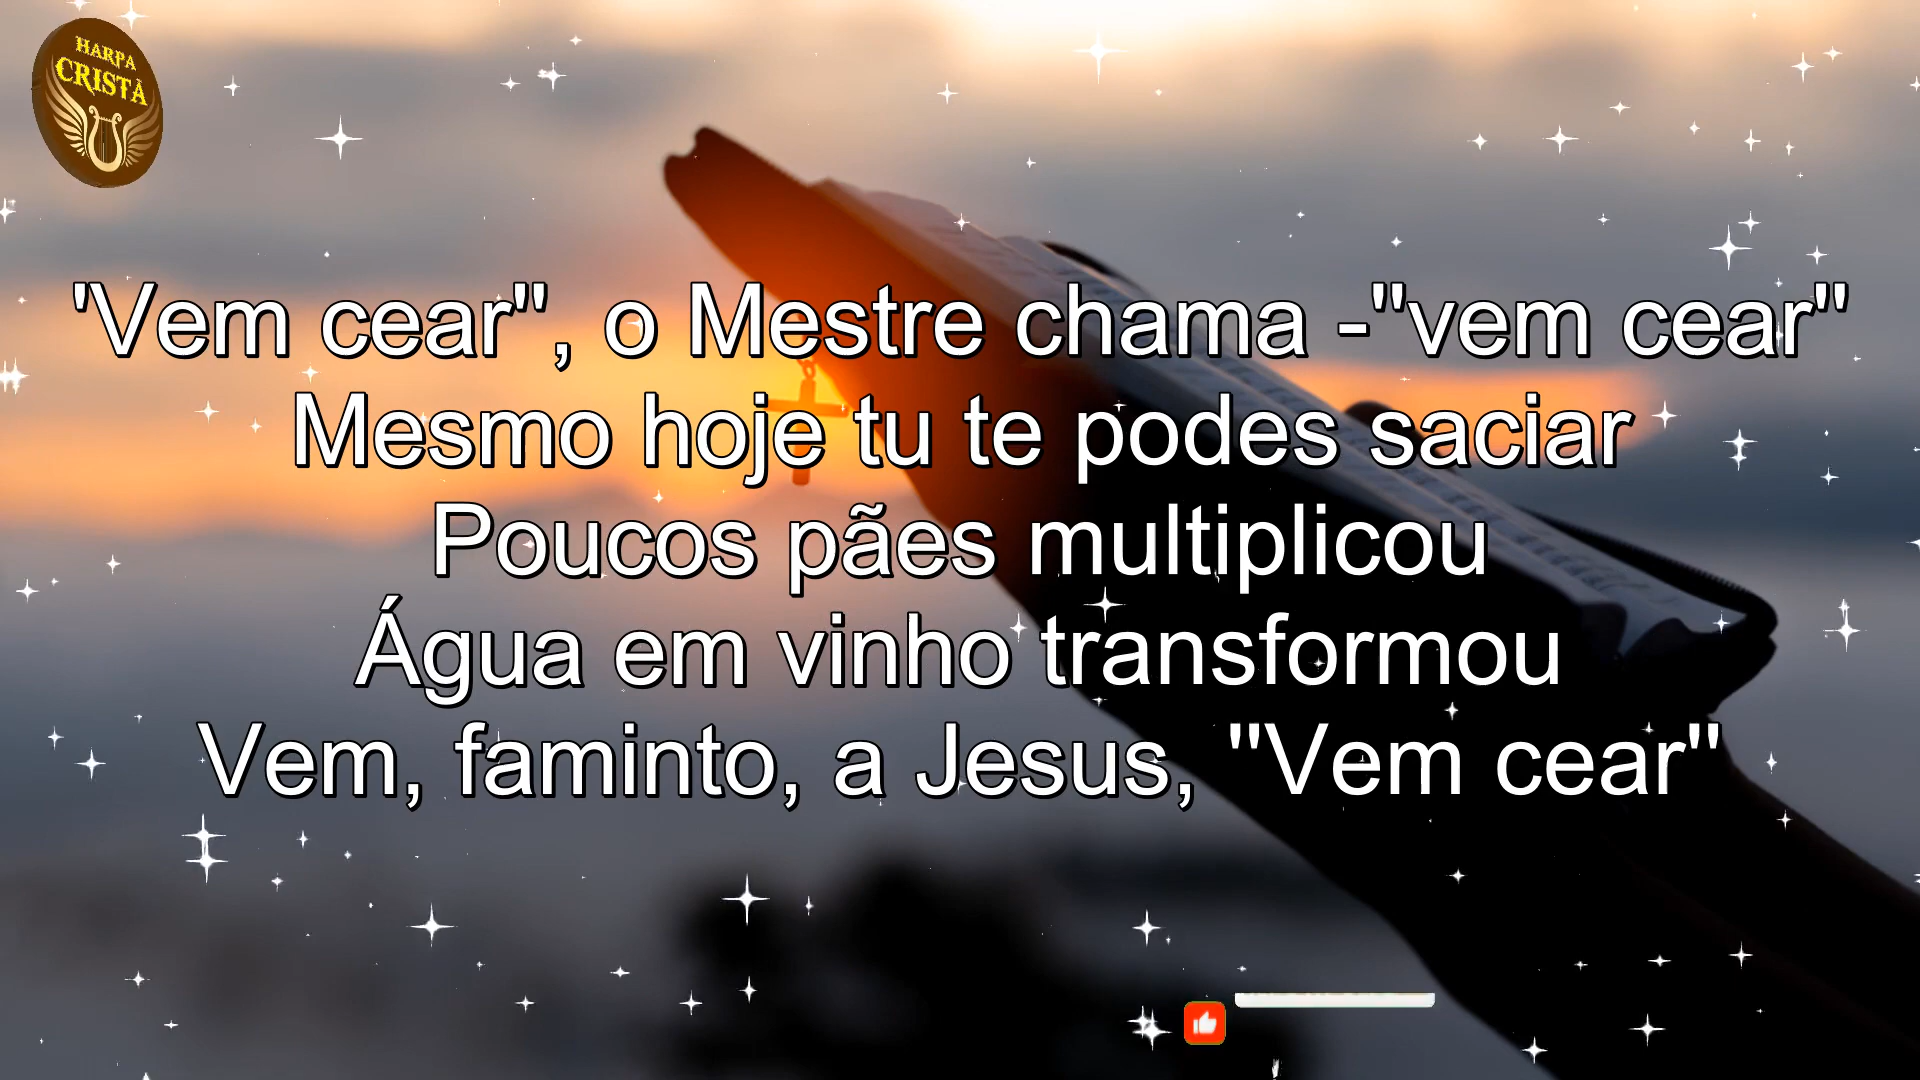 HARPA
CRISTÃ
'Vem cear", o Mestre chama -"vem cear"
Mesmo hoje tu te podes saciar
Poucos pães multiplicou
Água em vinho transformou
Vem, faminto, a Jesus, "Vem cear"